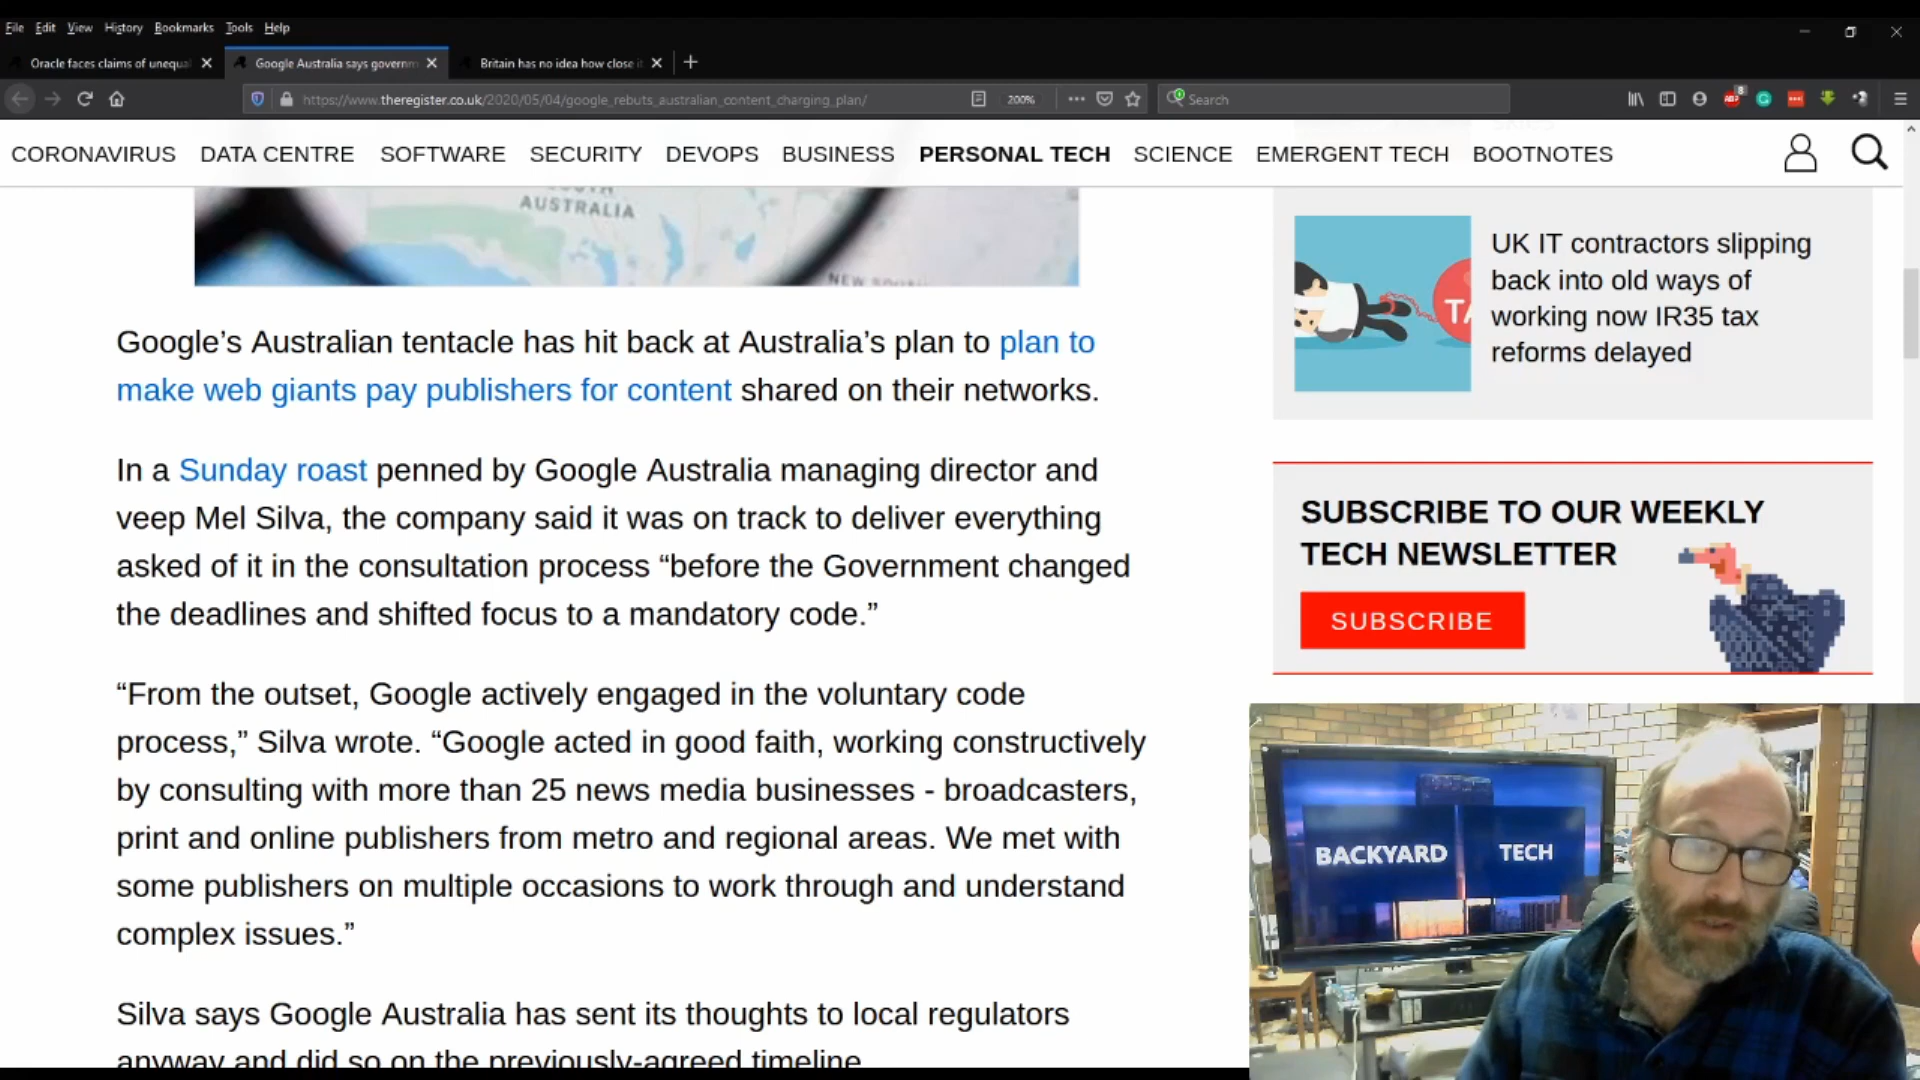 File Edit View History Bookmarks Tools Help
Oracle faces claims of unequa
Google Australia says governm
Britain has no idea how close i
https://www.theregister.co.uk/2020/05/04/google_rebuts_australian_content_charging_plan/
200%
Search
8
CORONAVIRUS DATA CENTRE SOFTWARE SECURITY DEVOPS BUSINESS PERSONAL TECH SCIENCE EMERGENT TECH BOOTNOTES
AUSTRALIA
Google’s Australian tentacle has hit back at Australia’s plan to plan to
make web giants pay publishers for content shared on their networks.
In a Sunday roast penned by Google Australia managing director and
veep Mel Silva, the company said it was on track to deliver everything
asked of it in the consultation process “before the Government changed
the deadlines and shifted focus to a mandatory code.”
“From the outset, Google actively engaged in the voluntary code
process,” Silva wrote. “Google acted in good faith, working constructively
by consulting with more than 25 news media businesses - broadcasters,
print and online publishers from metro and regional areas. We met with
some publishers on multiple occasions to work through and understand
complex issues.”
Silva says Google Australia has sent its thoughts to local regulators
anyway and did so on the previously-agreed timeline
UK IT contractors slipping
back into old ways of
working now IR35 tax
reforms delayed
SUBSCRIBE TO OUR WEEKLY
TECH NEWSLETTER
SUBSCRIBE
BACKYARD TECH